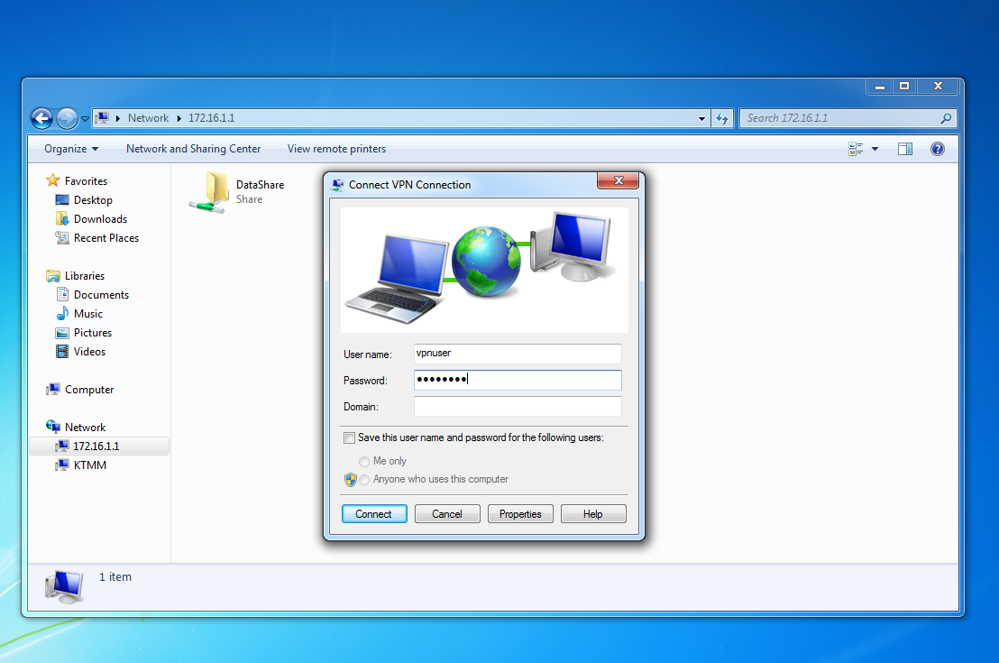 Network 172.16.1.1
Search 172.16.1.1
Organize Network and Sharing Center View remote printers
Favorites
Desktop
Downloads
Recent Places
Libraries
Documents
Music
Pictures
Videos
Computer
Network
172.16.1.1
KTMM
DataShare
Share
Connect VPN Connection
User name: vpnuser
Password: ••••••••
Domain:
Save this user name and password for the following users:
Me only
Anyone who uses this computer
Connect Cancel Properties Help
1 item